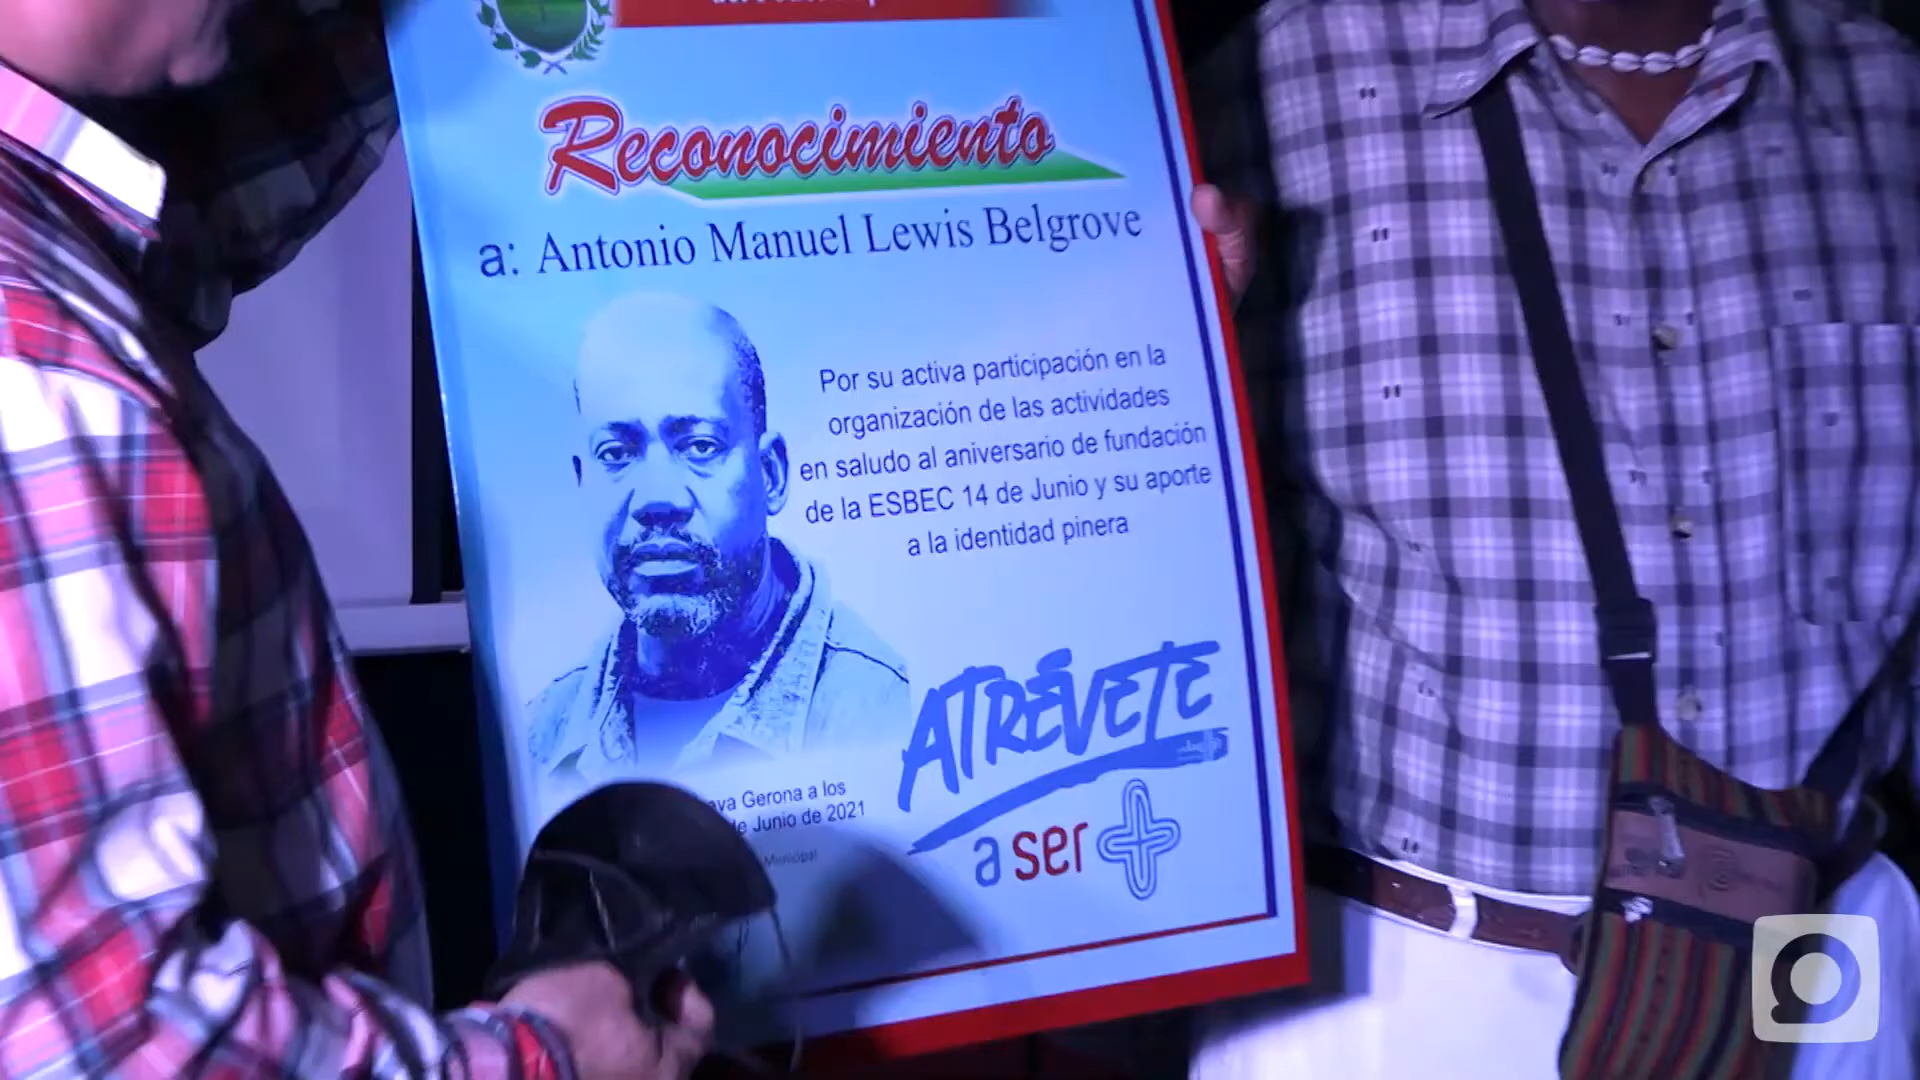 Reconocimiento
a: Antonio Manuel Lewis Belgrove
Por su activa participación en la
organización de las actividades
en saludo al aniversario de fundación
de la ESBEC 14 de Junio y su aporte
a la identidad pinera
ATRÉVETE
a ser +
Gerona a los
de Junio de 2021
Municipal